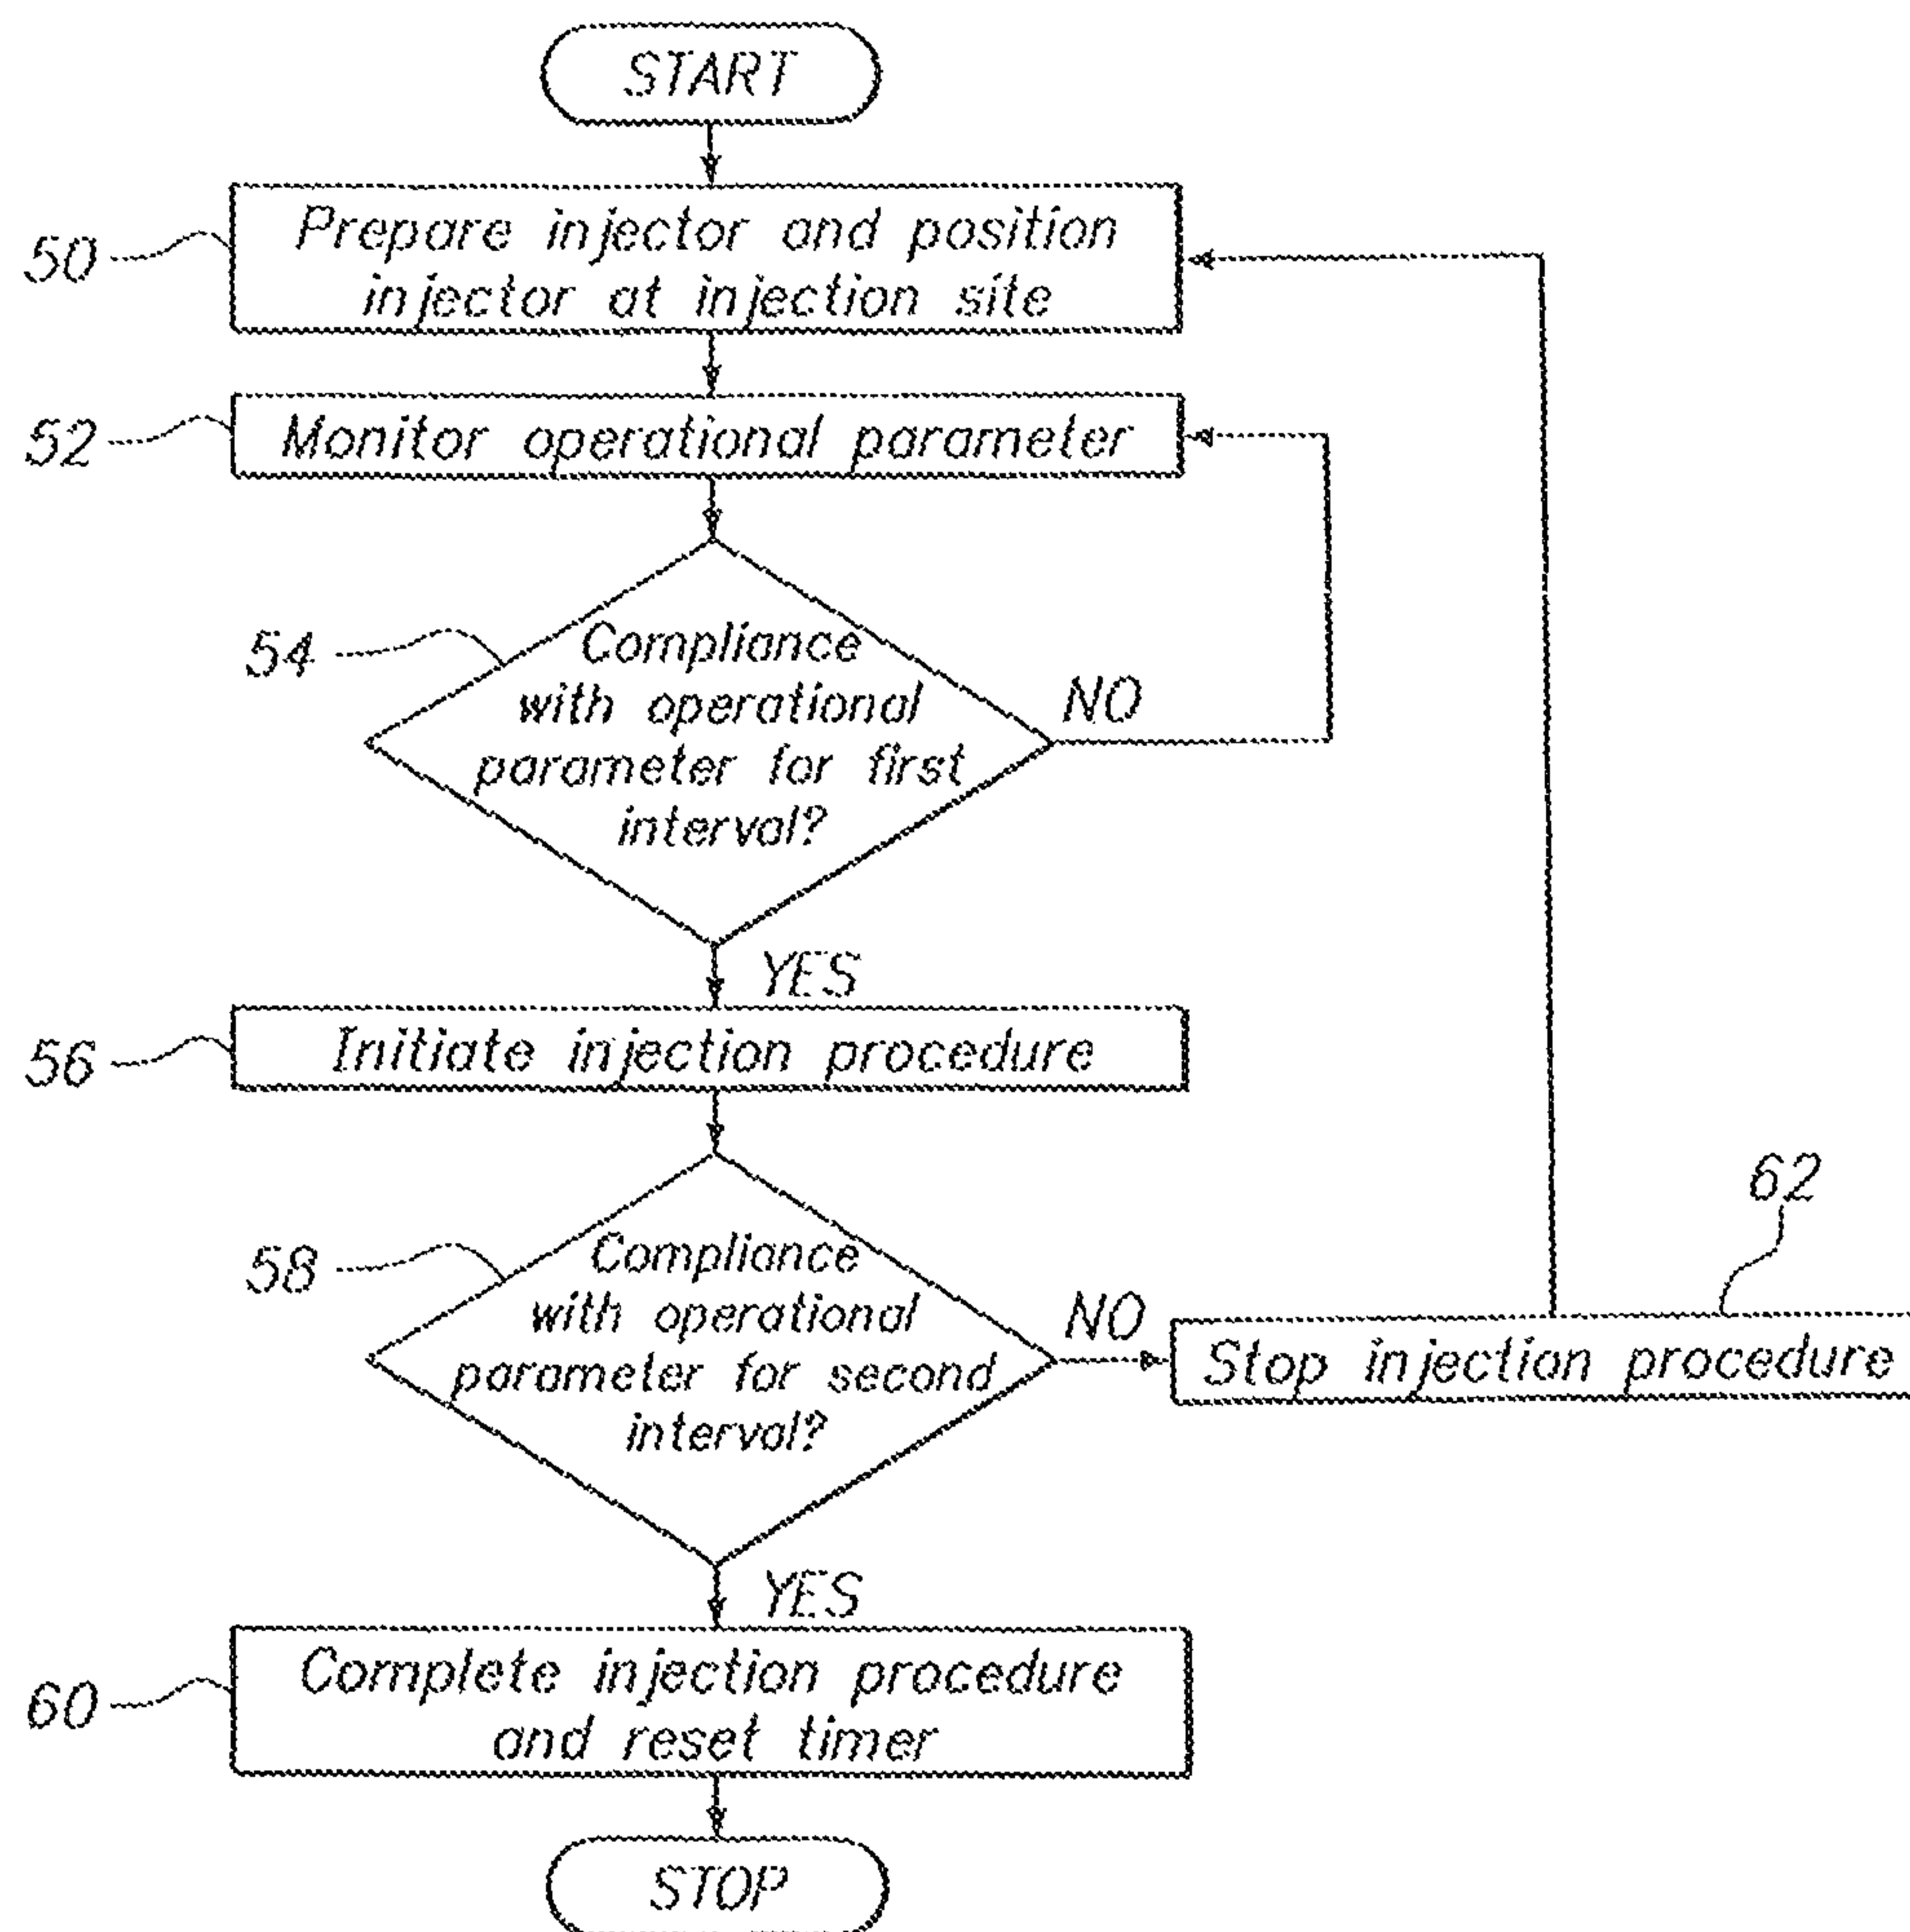 START
50
Prepare injector and position
injector at injection site
52
Monitor operational parameter
54
Compliance
with operational
parameter for first
interval?
NO
YES
56
Initiate injection procedure
58
Compliance
with operational
parameter for second
interval?
NO
62
Stop injection procedure
YES
60
Complete injection procedure
and reset timer
STOP